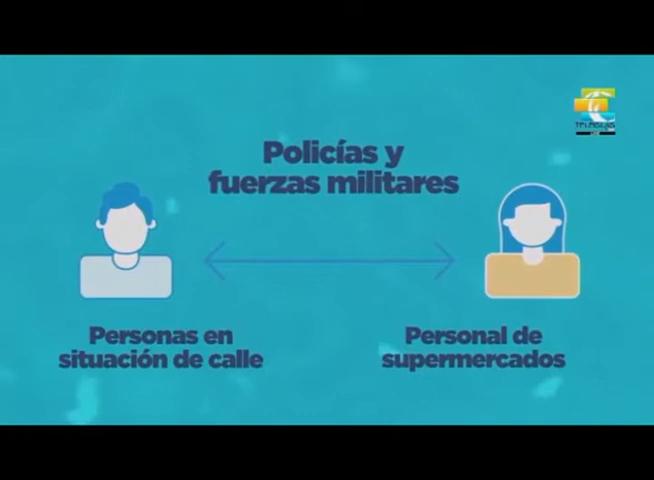 Policías y
fuerzas militares
Personas en
situación de calle
Personal de
supermercados